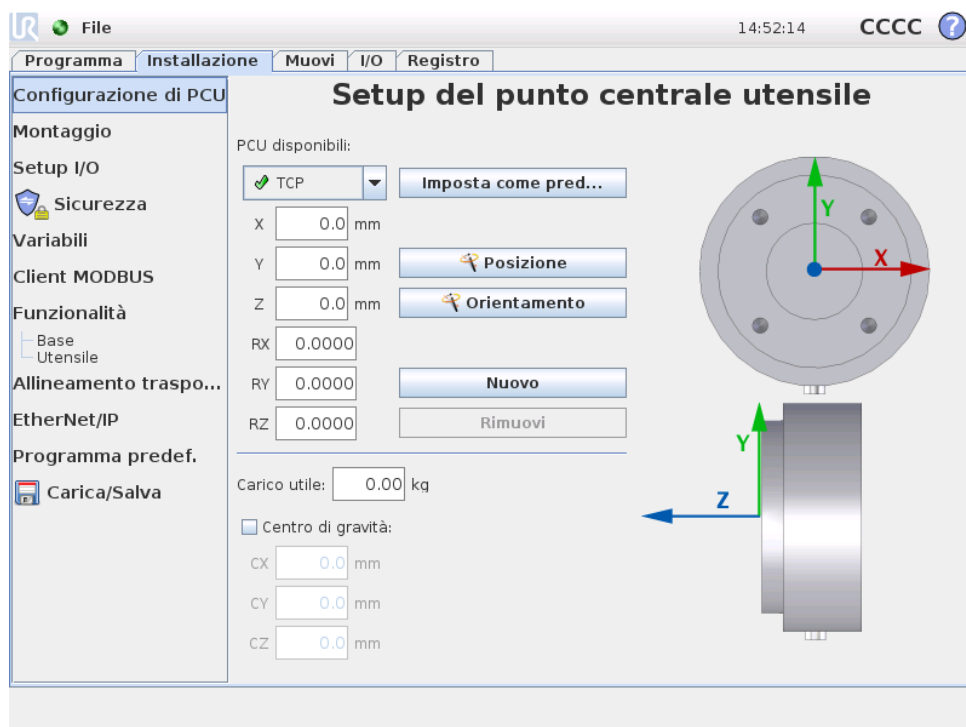 UR File 14:52:14 CCCC ?
Programma Installazione Muovi I/O Registro
Configurazione di PCU
Montaggio
Setup I/O
Sicurezza
Variabili
Client MODBUS
Funzionalità
Base
Utensile
Allineamento traspo...
EtherNet/IP
Programma predef.
Carica/Salva
Setup del punto centrale utensile
PCU disponibili:
TCP Imposta come pred...
X 0.0 mm
Y 0.0 mm Posizione
Z 0.0 mm Orientamento
RX 0.0000
RY 0.0000 Nuovo
RZ 0.0000 Rimuovi
Carico utile: 0.00 kg
Centro di gravità:
CX 0.0 mm
CY 0.0 mm
CZ 0.0 mm
Y
X
Y
Z